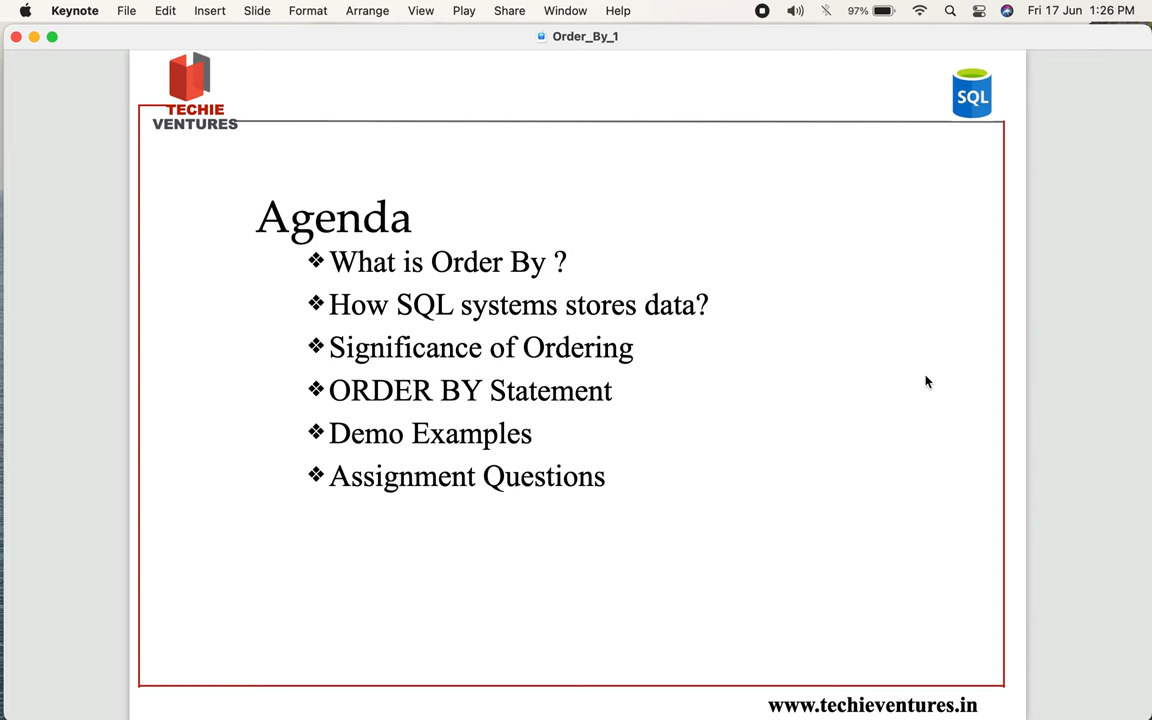 Keynote File Edit Insert Slide Format Arrange View Play Share Window Help 97% Fri 17 Jun 1:26 PM
Order_By_1
TECHIE
VENTURES
SQL
Agenda
❖ What is Order By ?
❖ How SQL systems stores data?
❖ Significance of Ordering
❖ ORDER BY Statement
❖ Demo Examples
❖ Assignment Questions
www.techieventures.in